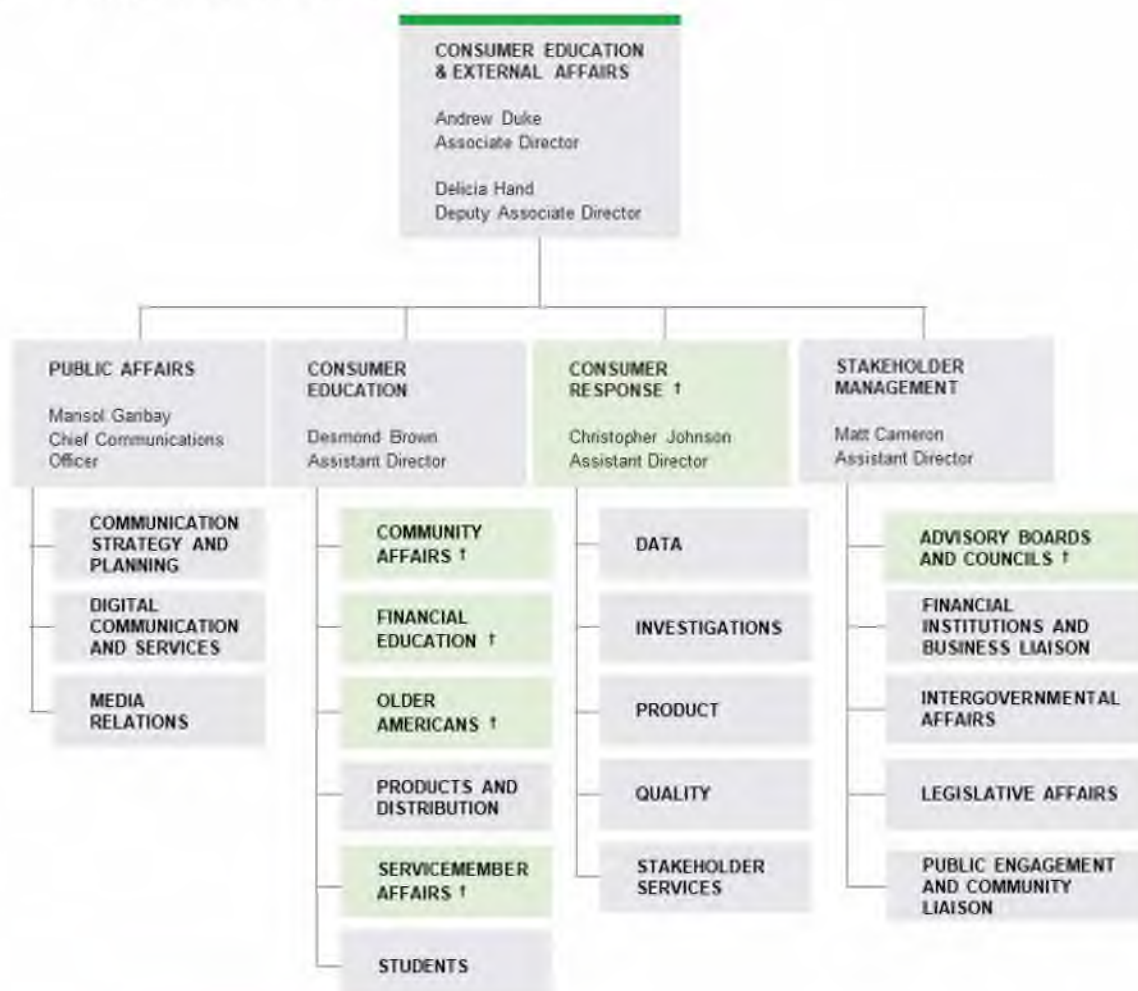 CONSUMER EDUCATION
& EXTERNAL AFFAIRS
Andrew Duke
Associate Director
Delicia Hand
Deputy Associate Director
PUBLIC AFFAIRS
Marisol Garibay
Chief Communications
Officer
COMMUNICATION
STRATEGY AND
PLANNING
DIGITAL
COMMUNICATION
AND SERVICES
MEDIA
RELATIONS
CONSUMER
EDUCATION
Desmond Brown
Assistant Director
COMMUNITY
AFFAIRS †
FINANCIAL
EDUCATION †
OLDER
AMERICANS †
PRODUCTS AND
DISTRIBUTION
SERVICEMEMBER
AFFAIRS †
STUDENTS
CONSUMER
RESPONSE †
Christopher Johnson
Assistant Director
DATA
INVESTIGATIONS
PRODUCT
QUALITY
STAKEHOLDER
SERVICES
STAKEHOLDER
MANAGEMENT
Matt Cameron
Assistant Director
ADVISORY BOARDS
AND COUNCILS †
FINANCIAL
INSTITUTIONS AND
BUSINESS LIAISON
INTERGOVERNMENTAL
AFFAIRS
LEGISLATIVE AFFAIRS
PUBLIC ENGAGEMENT
AND COMMUNITY
LIAISON